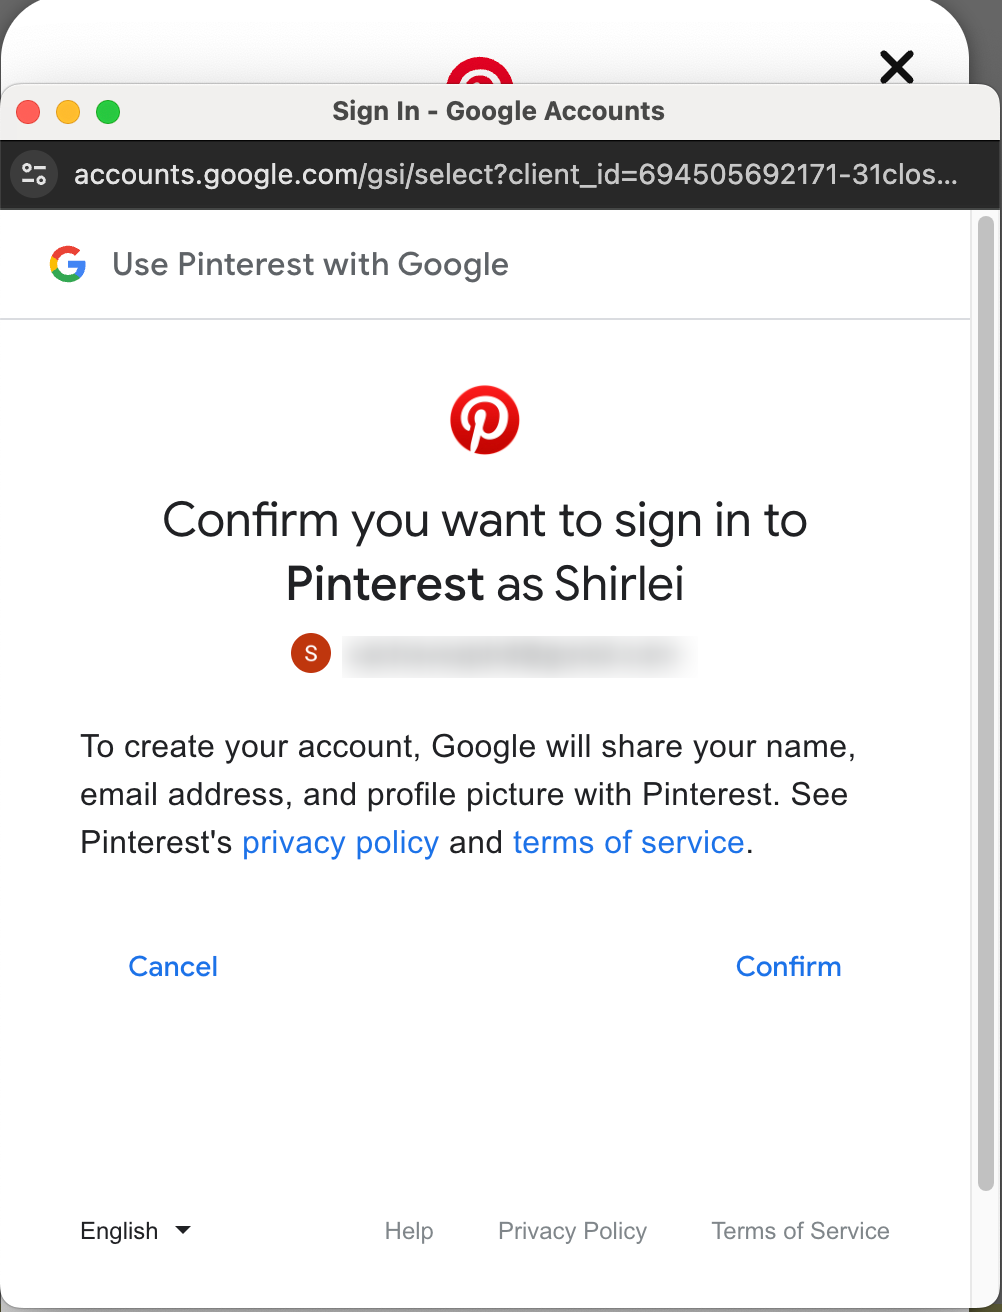 Sign In - Google Accounts
accounts.google.com/gsi/select?client_id=694505692171-31clos...
Use Pinterest with Google
Confirm you want to sign in to
Pinterest as Shirlei
S
To create your account, Google will share your name,
email address, and profile picture with Pinterest. See
Pinterest's privacy policy and terms of service.
Cancel Confirm
English Help Privacy Policy Terms of Service